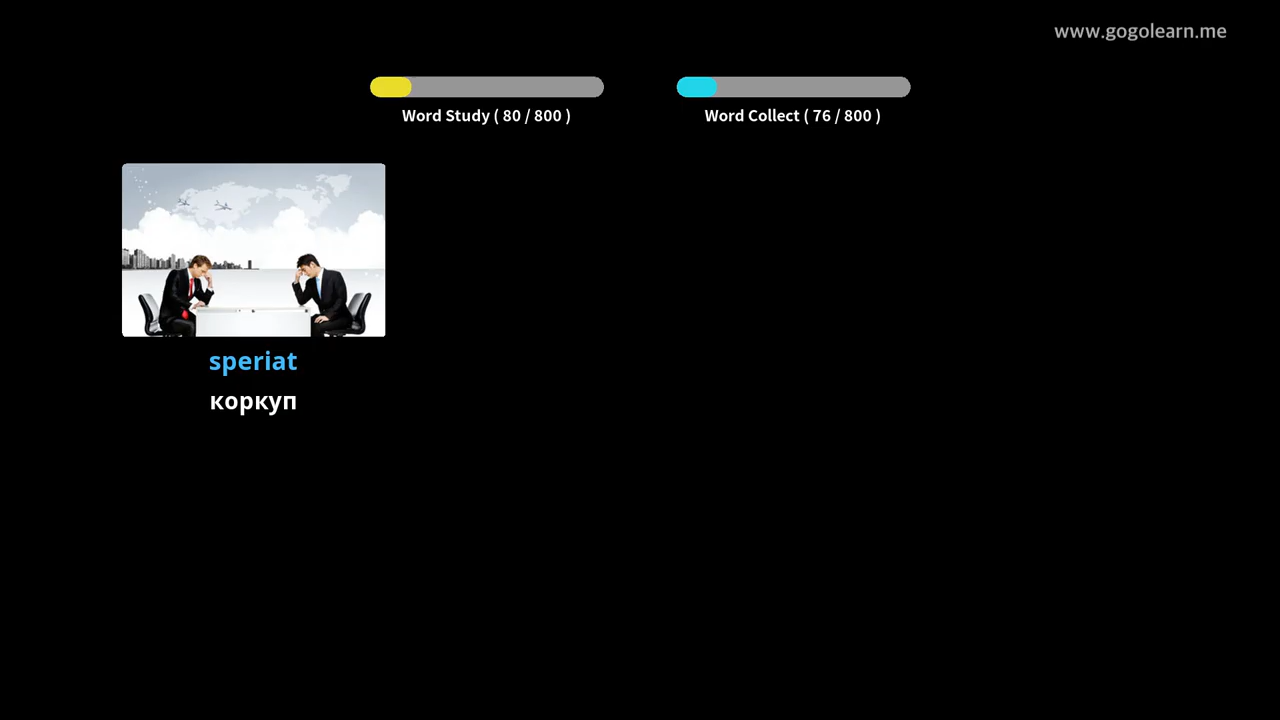 www.gogolearn.me
Word Study ( 80 / 800 )
Word Collect ( 76 / 800 )
speriat
коркуп